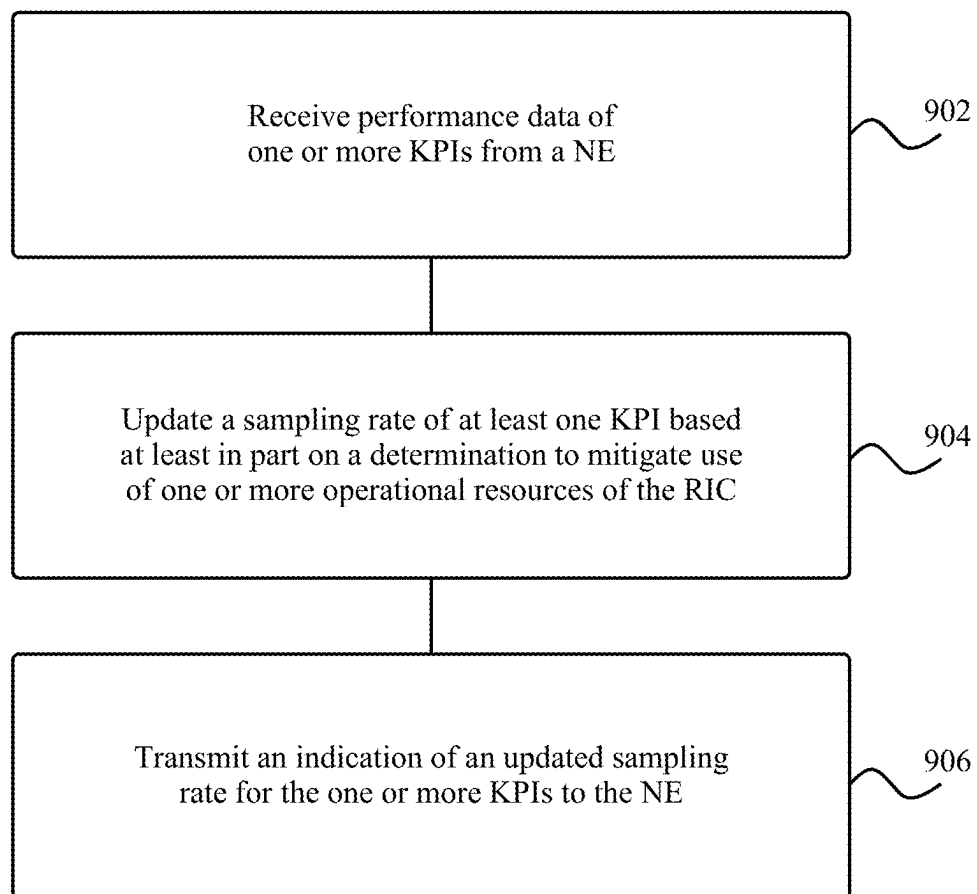 Receive performance data of
one or more KPIs from a NE
902
Update a sampling rate of at least one KPI based
at least in part on a determination to mitigate use
of one or more operational resources of the RIC
904
Transmit an indication of an updated sampling
rate for the one or more KPIs to the NE
906